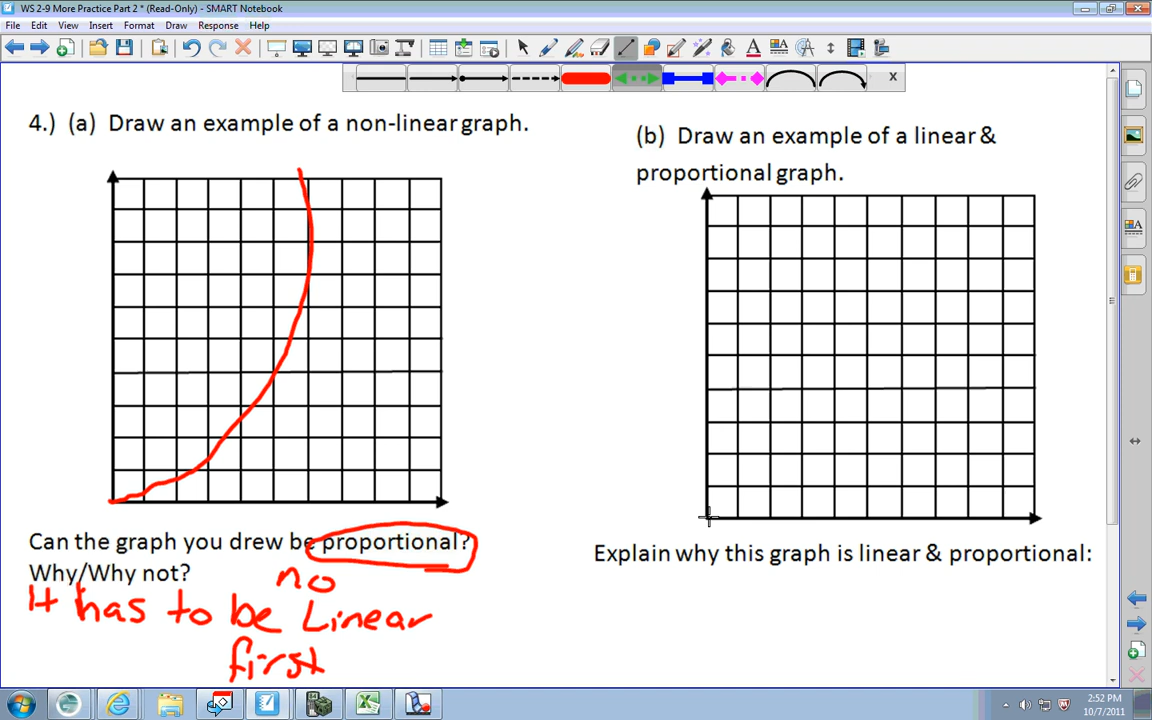 WS 2-9 More Practice Part 2 * (Read-Only) - SMART Notebook
File Edit View Insert Format Draw Response Help
x
4.) (a) Draw an example of a non-linear graph.
(b) Draw an example of a linear &
proportional graph.
Can the graph you drew be proportional?
Why/Why not?
no
It has to be Linear
first
Explain why this graph is linear & proportional:
2:52 PM
10/7/2011